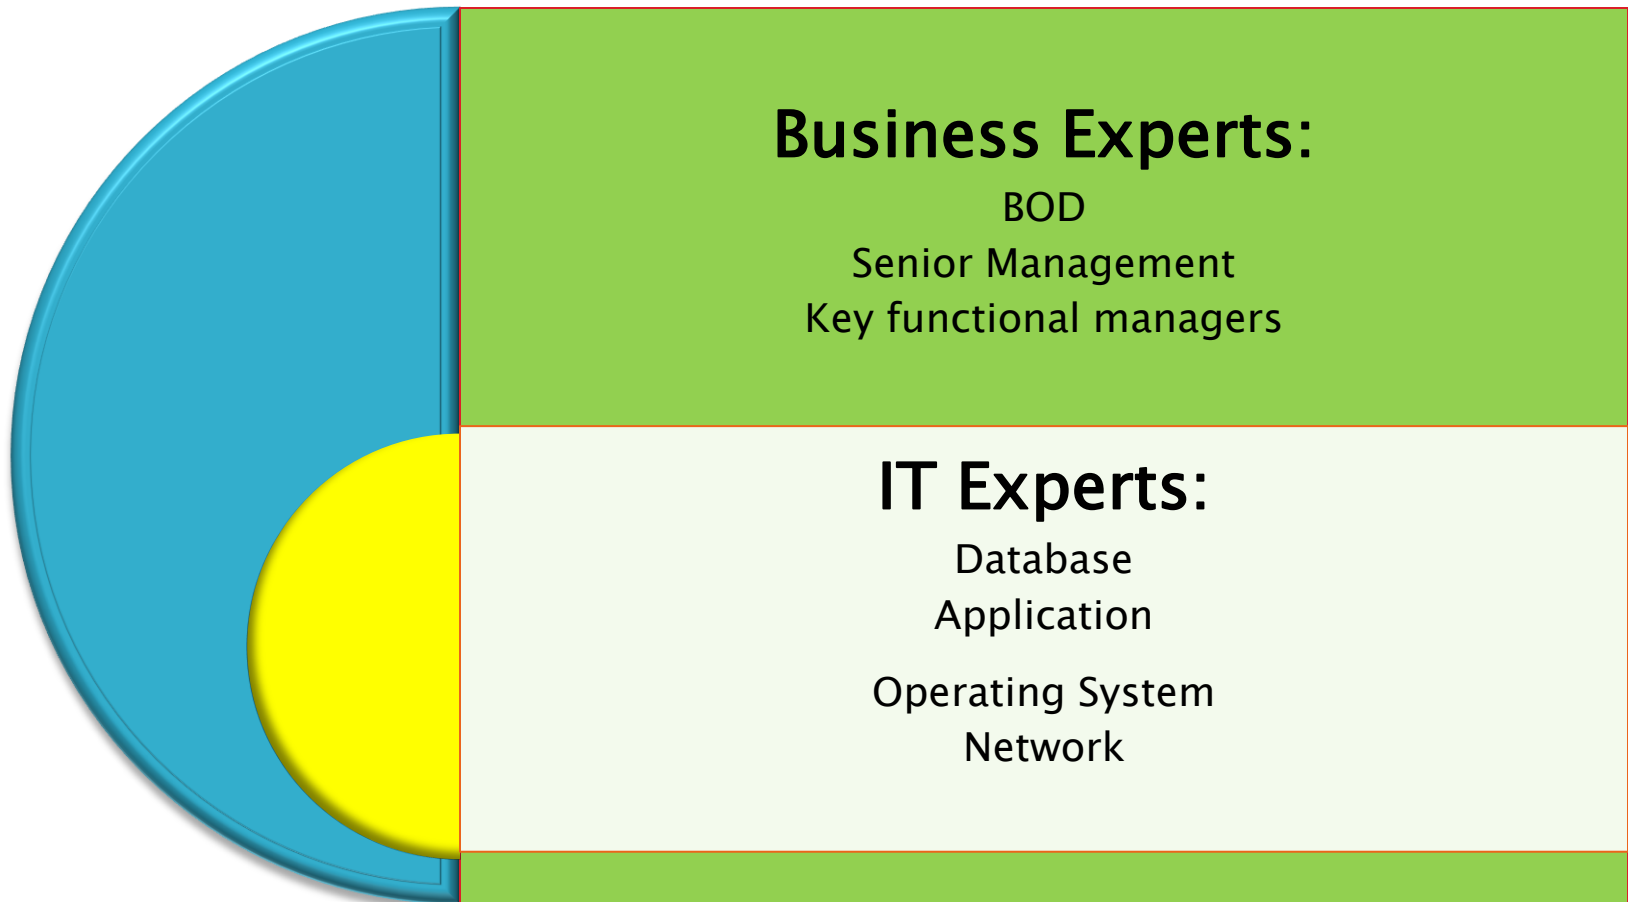 Business Experts:
BOD
Senior Management
Key functional managers
IT Experts:
Database
Application
Operating System
Network